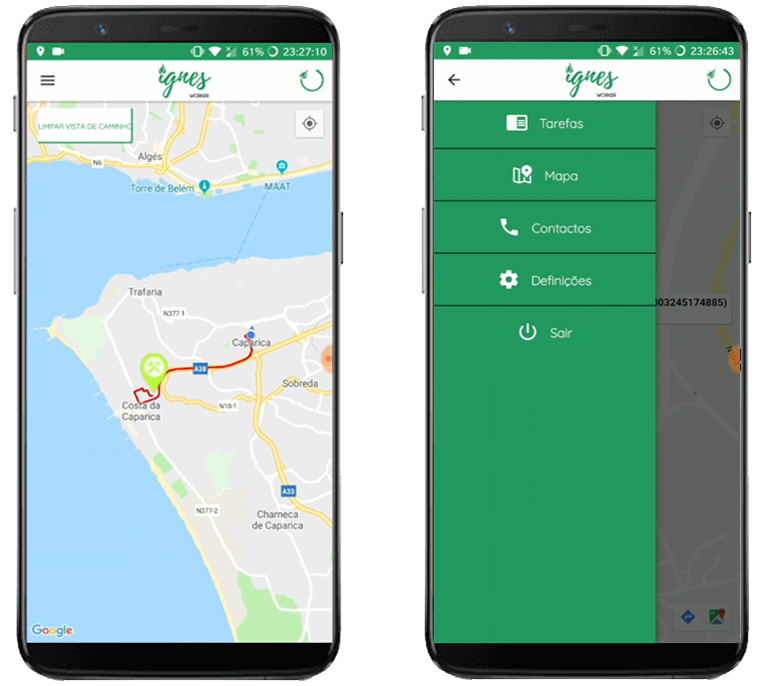 61% 23:27:10
ignes
WORKER
LIMPAR VISTA DE CAMINHO
Algés
N6
Torre de Belém
MAAT
Trafaria
N377-1
Caparica
A38
Sobreda
Costa da
Caparica
N10-1
A33
N377-2
Charneca
de Caparica
Google
61% 23:26:43
ignes
WORKER
Tarefas
Mapa
Contactos
Definições
003245174885)
Sair